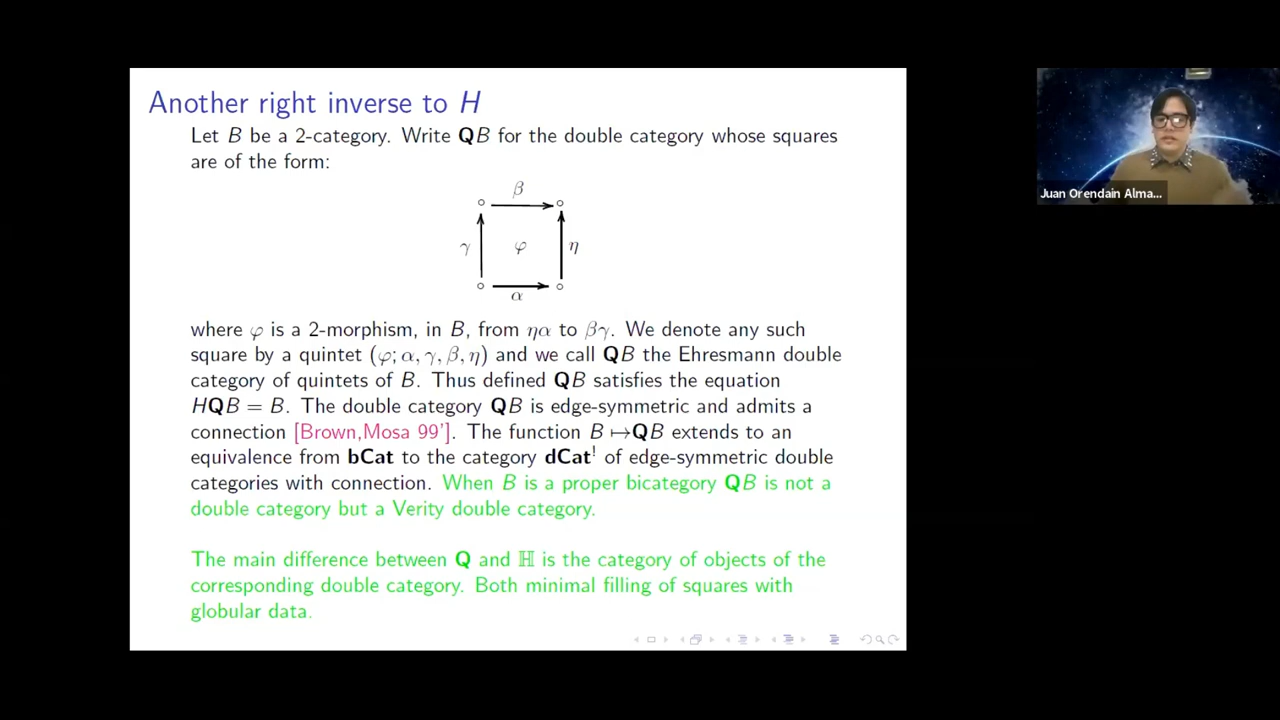 Another right inverse to H
Let B be a 2-category. Write QB for the double category whose squares
are of the form:
β
γ φ η
α
where φ is a 2-morphism, in B, from ηα to βγ. We denote any such
square by a quintet (φ; α, γ, β, η) and we call QB the Ehresmann double
category of quintets of B. Thus defined QB satisfies the equation
HQB = B. The double category QB is edge-symmetric and admits a
connection [Brown,Mosa 99']. The function B ↦QB extends to an
equivalence from bCat to the category dCat! of edge-symmetric double
categories with connection. When B is a proper bicategory QB is not a
double category but a Verity double category.
The main difference between Q and ℍ is the category of objects of the
corresponding double category. Both minimal filling of squares with
globular data.
Juan Orendain Alma...